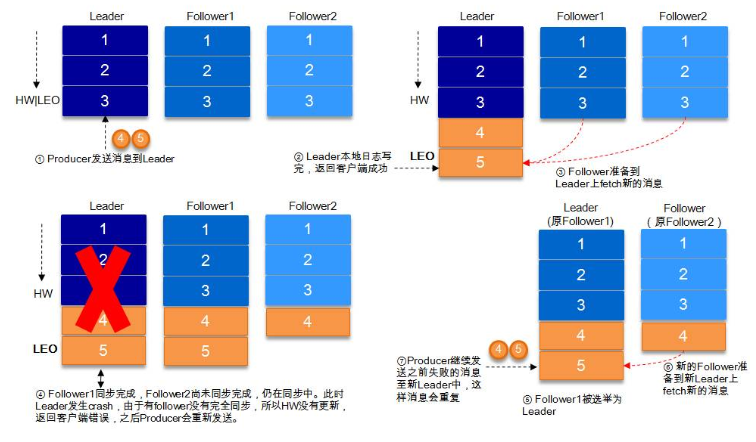 Leader Follower1 Follower2
1 1 1
2 2 2
HW|LEO 3 3 3
4 5
① Producer发送消息到Leader
Leader Follower1 Follower2
1 1 1
2 2 2
HW 3 3 3
4
LEO 5
② Leader本地日志写
完，返回客户端成功
③ Follower准备到
Leader上fetch新的消息
Leader Follower1 Follower2
1 1 1
2 2 2
HW 3 3
4 4 4
LEO 5 5
④ Follower1同步完成，Follower2尚未同步完成，仍在同步中。此时
Leader发生crash，由于有follower没有完全同步，所以HW没有更新，
返回客户端错误，之后Producer会重新发送。
Leader Follower
(原Follower1) （原Follower2)
1 1
2 2
3 3
4 4
5
4 5
⑦Producer继续发
送之前失败的消息
至新Leader中，这
样消息会重复
⑤ Follower1被选举为
Leader
⑥ 新的Follower准
备到新Leader上
fetch新的消息